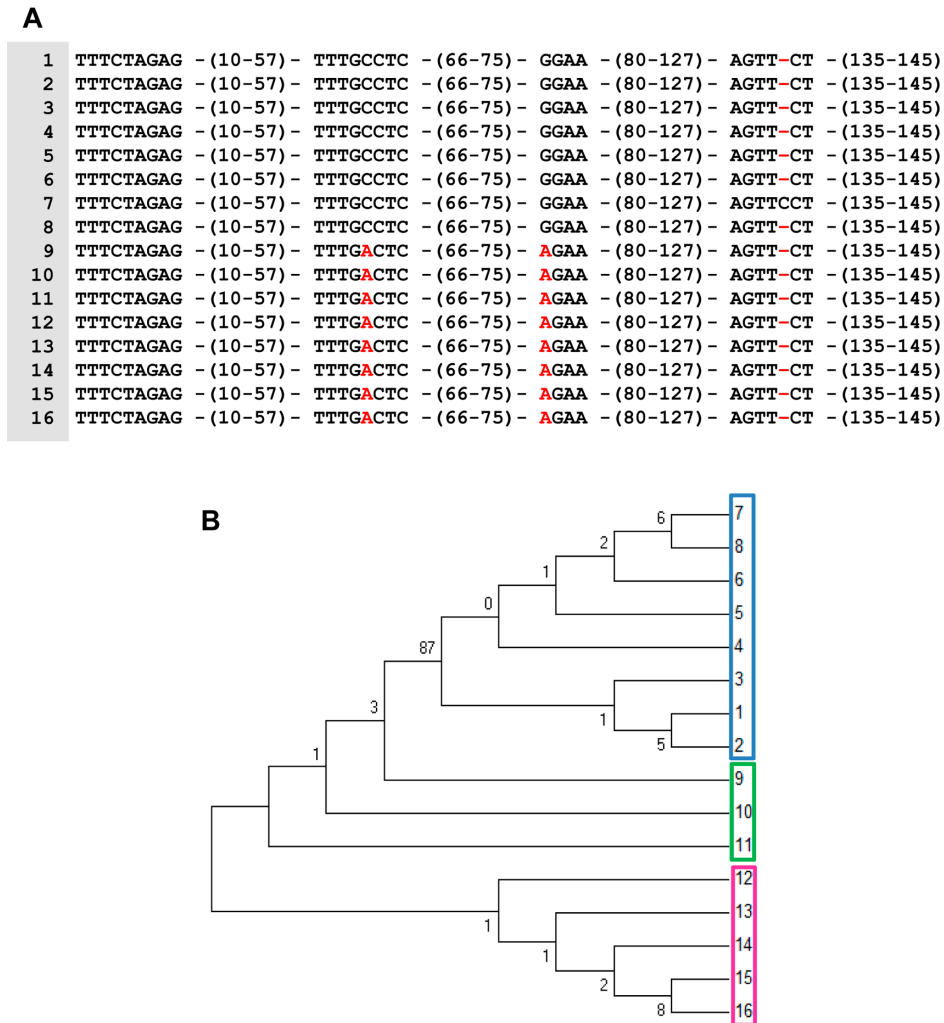 A
1 TTTCTAGAG -(10-57)- TTTGCCTC -(66-75)- GGAA -(80-127)- AGTT-CT -(135-145)
2 TTTCTAGAG -(10-57)- TTTGCCTC -(66-75)- GGAA -(80-127)- AGTT-CT -(135-145)
3 TTTCTAGAG -(10-57)- TTTGCCTC -(66-75)- GGAA -(80-127)- AGTT-CT -(135-145)
4 TTTCTAGAG -(10-57)- TTTGCCTC -(66-75)- GGAA -(80-127)- AGTT-CT -(135-145)
5 TTTCTAGAG -(10-57)- TTTGCCTC -(66-75)- GGAA -(80-127)- AGTT-CT -(135-145)
6 TTTCTAGAG -(10-57)- TTTGCCTC -(66-75)- GGAA -(80-127)- AGTT-CT -(135-145)
7 TTTCTAGAG -(10-57)- TTTGCCTC -(66-75)- GGAA -(80-127)- AGTTCCT -(135-145)
8 TTTCTAGAG -(10-57)- TTTGCCTC -(66-75)- GGAA -(80-127)- AGTT-CT -(135-145)
9 TTTCTAGAG -(10-57)- TTTGACTC -(66-75)- AGAA -(80-127)- AGTT-CT -(135-145)
10 TTTCTAGAG -(10-57)- TTTGACTC -(66-75)- AGAA -(80-127)- AGTT-CT -(135-145)
11 TTTCTAGAG -(10-57)- TTTGACTC -(66-75)- AGAA -(80-127)- AGTT-CT -(135-145)
12 TTTCTAGAG -(10-57)- TTTGACTC -(66-75)- AGAA -(80-127)- AGTT-CT -(135-145)
13 TTTCTAGAG -(10-57)- TTTGACTC -(66-75)- AGAA -(80-127)- AGTT-CT -(135-145)
14 TTTCTAGAG -(10-57)- TTTGACTC -(66-75)- AGAA -(80-127)- AGTT-CT -(135-145)
15 TTTCTAGAG -(10-57)- TTTGACTC -(66-75)- AGAA -(80-127)- AGTT-CT -(135-145)
16 TTTCTAGAG -(10-57)- TTTGACTC -(66-75)- AGAA -(80-127)- AGTT-CT -(135-145)
B
6 7
2 8
1 6
0 5
87 4
3 3
1 1
5 2
1 9
10
11
12
1 13
1 14
2 15
8 16